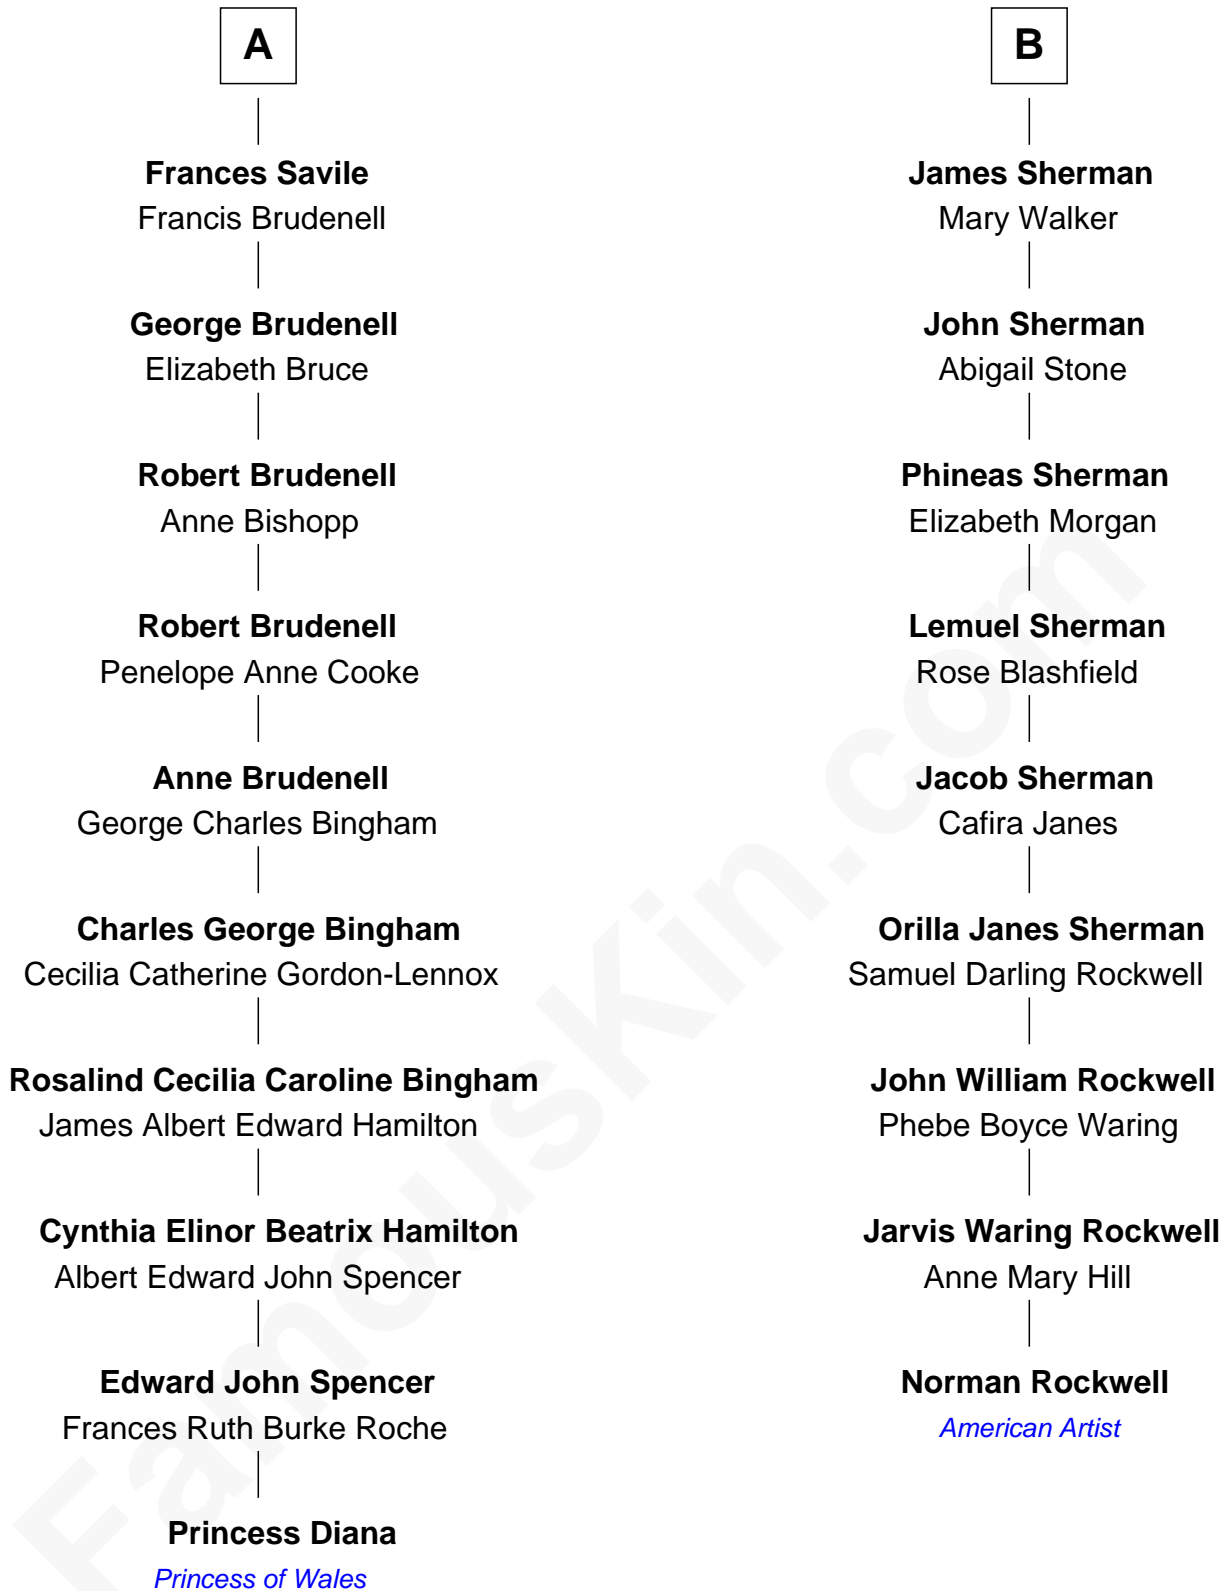 A
Frances Savile
Francis Brudenell
George Brudenell
Elizabeth Bruce
Robert Brudenell
Anne Bishopp
Robert Brudenell
Penelope Anne Cooke
Anne Brudenell
George Charles Bingham
Charles George Bingham
Cecilia Catherine Gordon-Lennox
Rosalind Cecilia Caroline Bingham
James Albert Edward Hamilton
Cynthia Elinor Beatrix Hamilton
Albert Edward John Spencer
Edward John Spencer
Frances Ruth Burke Roche
Princess Diana
Princess of Wales
B
James Sherman
Mary Walker
John Sherman
Abigail Stone
Phineas Sherman
Elizabeth Morgan
Lemuel Sherman
Rose Blashfield
Jacob Sherman
Cafira Janes
Orilla Janes Sherman
Samuel Darling Rockwell
John William Rockwell
Phebe Boyce Waring
Jarvis Waring Rockwell
Anne Mary Hill
Norman Rockwell
American Artist
FamousKin.com